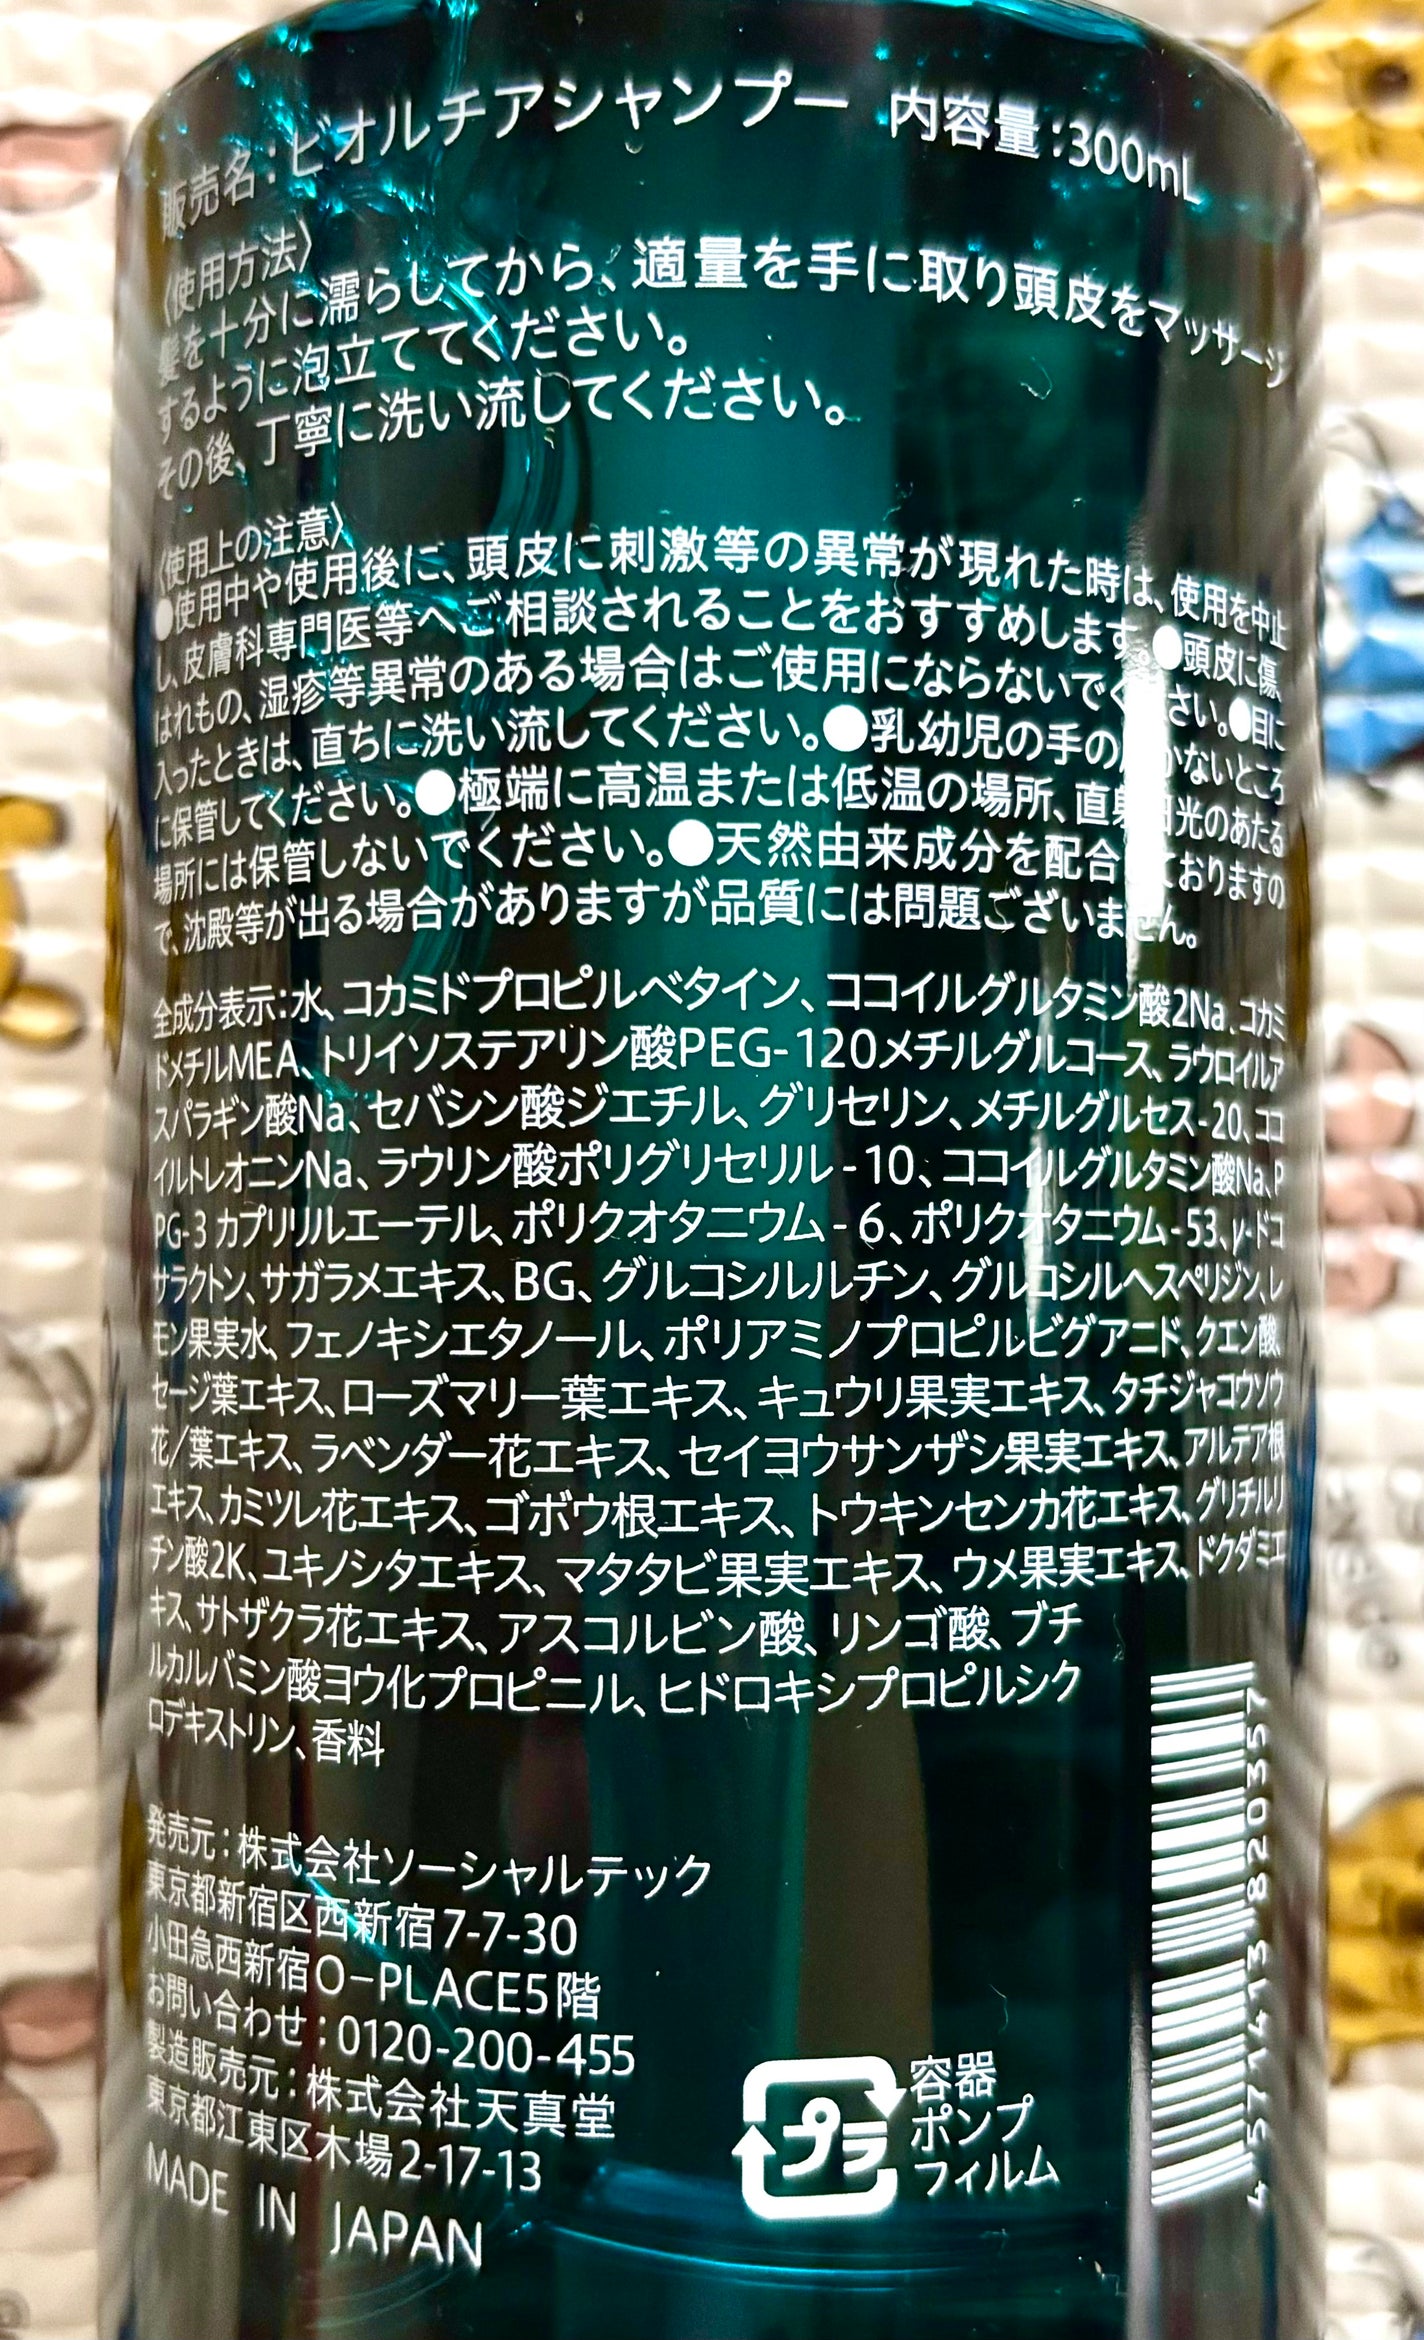 販売名：ビオルチアシャンプー 内容量：300mL
〈使用方法〉
髪を十分に濡らしてから、適量を手に取り頭皮をマッサージ
するように泡立ててください。
その後、丁寧に洗い流してください。
〈使用上の注意〉
●使用中や使用後に、頭皮に刺激等の異常が現れた時は、使用を中止
し、皮膚科専門医等へご相談されることをおすすめします。●頭皮に傷、
はれもの、湿疹等異常のある場合はご使用にならないでください。●目に
入ったときは、直ちに洗い流してください。●乳幼児の手の届かないところ
に保管してください。●極端に高温または低温の場所、直射日光のあたる
場所には保管しないでください。●天然由来成分を配合しておりますの
で、沈殿等が出る場合がありますが品質には問題ございません。
全成分表示：水、コカミドプロピルベタイン、ココイルグルタミン酸2Na、コカミ
ドメチルMEA、トリイソステアリン酸PEG-120メチルグルコース、ラウロイルア
スパラギン酸Na、セバシン酸ジエチル、グリセリン、メチルグルセス-20、ココ
イルトレオニンNa、ラウリン酸ポリグリセリル-10、ココイルグルタミン酸Na、P
PG-3 カプリリルエーテル、ポリクオタニウム-6、ポリクオタニウム-53、γ-ドコ
サラクトン、サガラメエキス、BG、グルコシルルチン、グルコシルヘスペリジン、レ
モン果実水、フェノキシエタノール、ポリアミノプロピルビグアニド、クエン酸、
セージ葉エキス、ローズマリー葉エキス、キュウリ果実エキス、タチジャコウソウ
花／葉エキス、ラベンダー花エキス、セイヨウサンザシ果実エキス、アルテア根
エキス、カミツレ花エキス、ゴボウ根エキス、トウキンセンカ花エキス、グリチルリ
チン酸2K、ユキノシタエキス、マタタビ果実エキス、ウメ果実エキス、ドクダミエ
キス、サトザクラ花エキス、アスコルビン酸、リンゴ酸、ブチ
ルカルバミン酸ヨウ化プロピニル、ヒドロキシプロピルシク
ロデキストリン、香料
発売元：株式会社ソーシャルテック
東京都新宿区西新宿7-7-30
小田急西新宿O-PLACE5階
お問い合わせ：0120-200-455
製造販売元：株式会社天真堂
東京都江東区木場2-17-13
MADE IN JAPAN
プラ
容器
ポンプ
フィルム
4 571413 820357